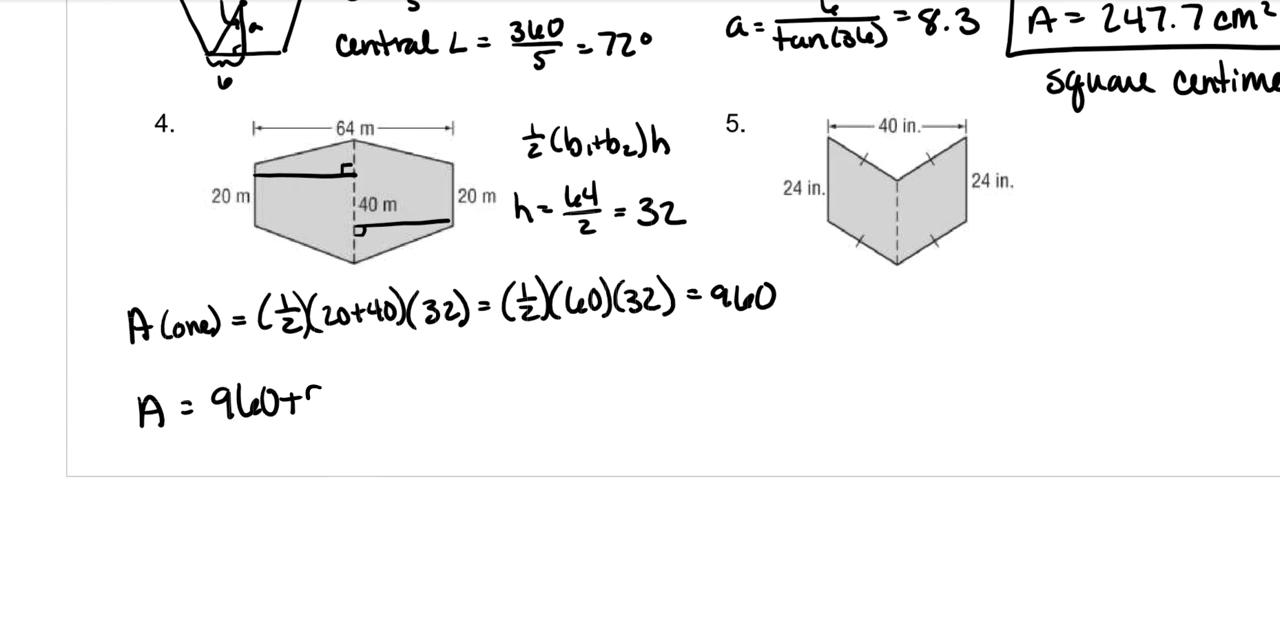 a = 6/tan(36) = 8.3
A = 247.7 cm²
central ∠ = 360/5 = 72°
6
square centime
4.
64 m
20 m
40 m
20 m
½(b₁+b₂)h
h = 64/2 = 32
5.
40 in.
24 in.
24 in.
A (one) = (½)(20+40)(32) = (½)(60)(32) = 960
A = 960+